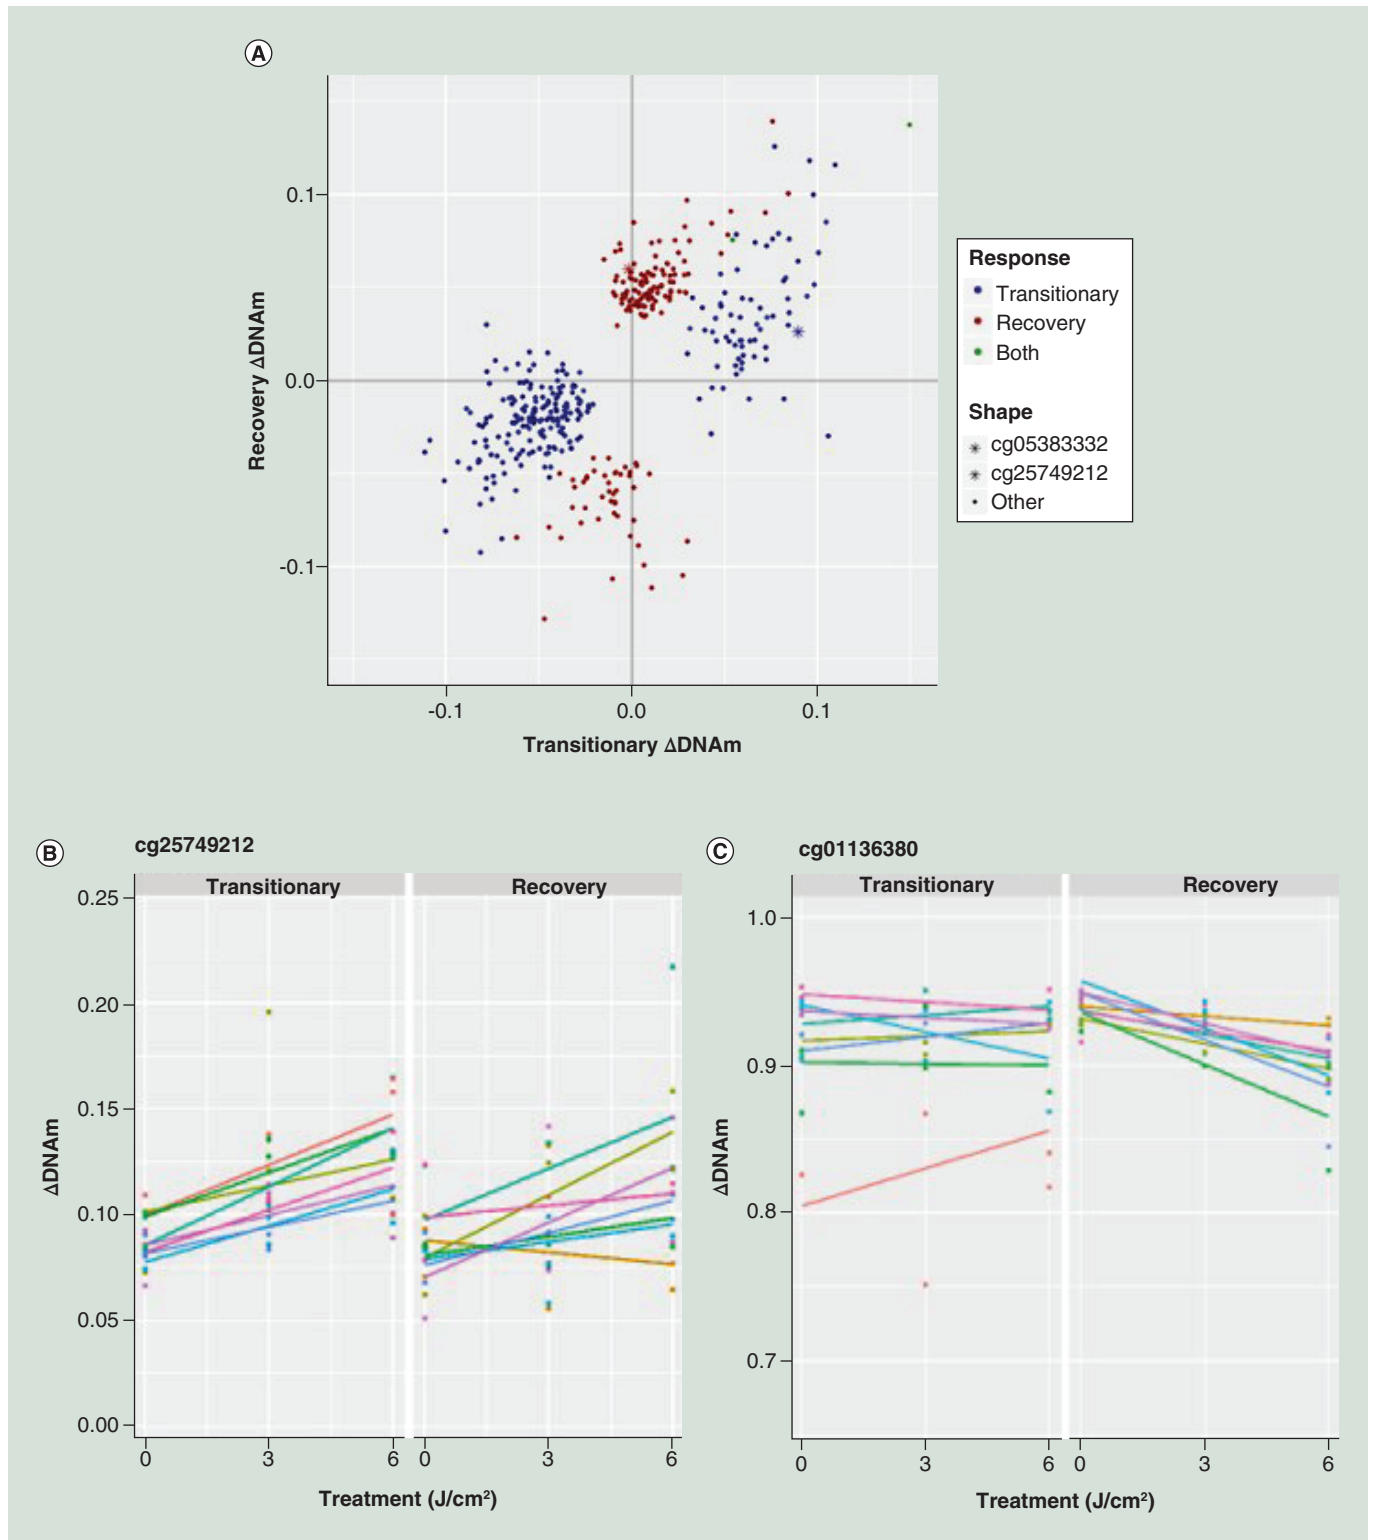 A
0.1
0.0
-0.1
Recovery ΔDNAm
-0.1
0.0
0.1
Transitionary ΔDNAm
Response
Transitionary
Recovery
Both
Shape
cg05383332
cg25749212
Other
B
cg25749212
Transitionary
Recovery
0.25
0.20
0.15
0.10
0.05
0.00
ΔDNAm
0 3 6 0 3 6
Treatment (J/cm²)
C
cg01136380
Transitionary
Recovery
1.0
0.9
0.8
0.7
ΔDNAm
0 3 6 0 3 6
Treatment (J/cm²)